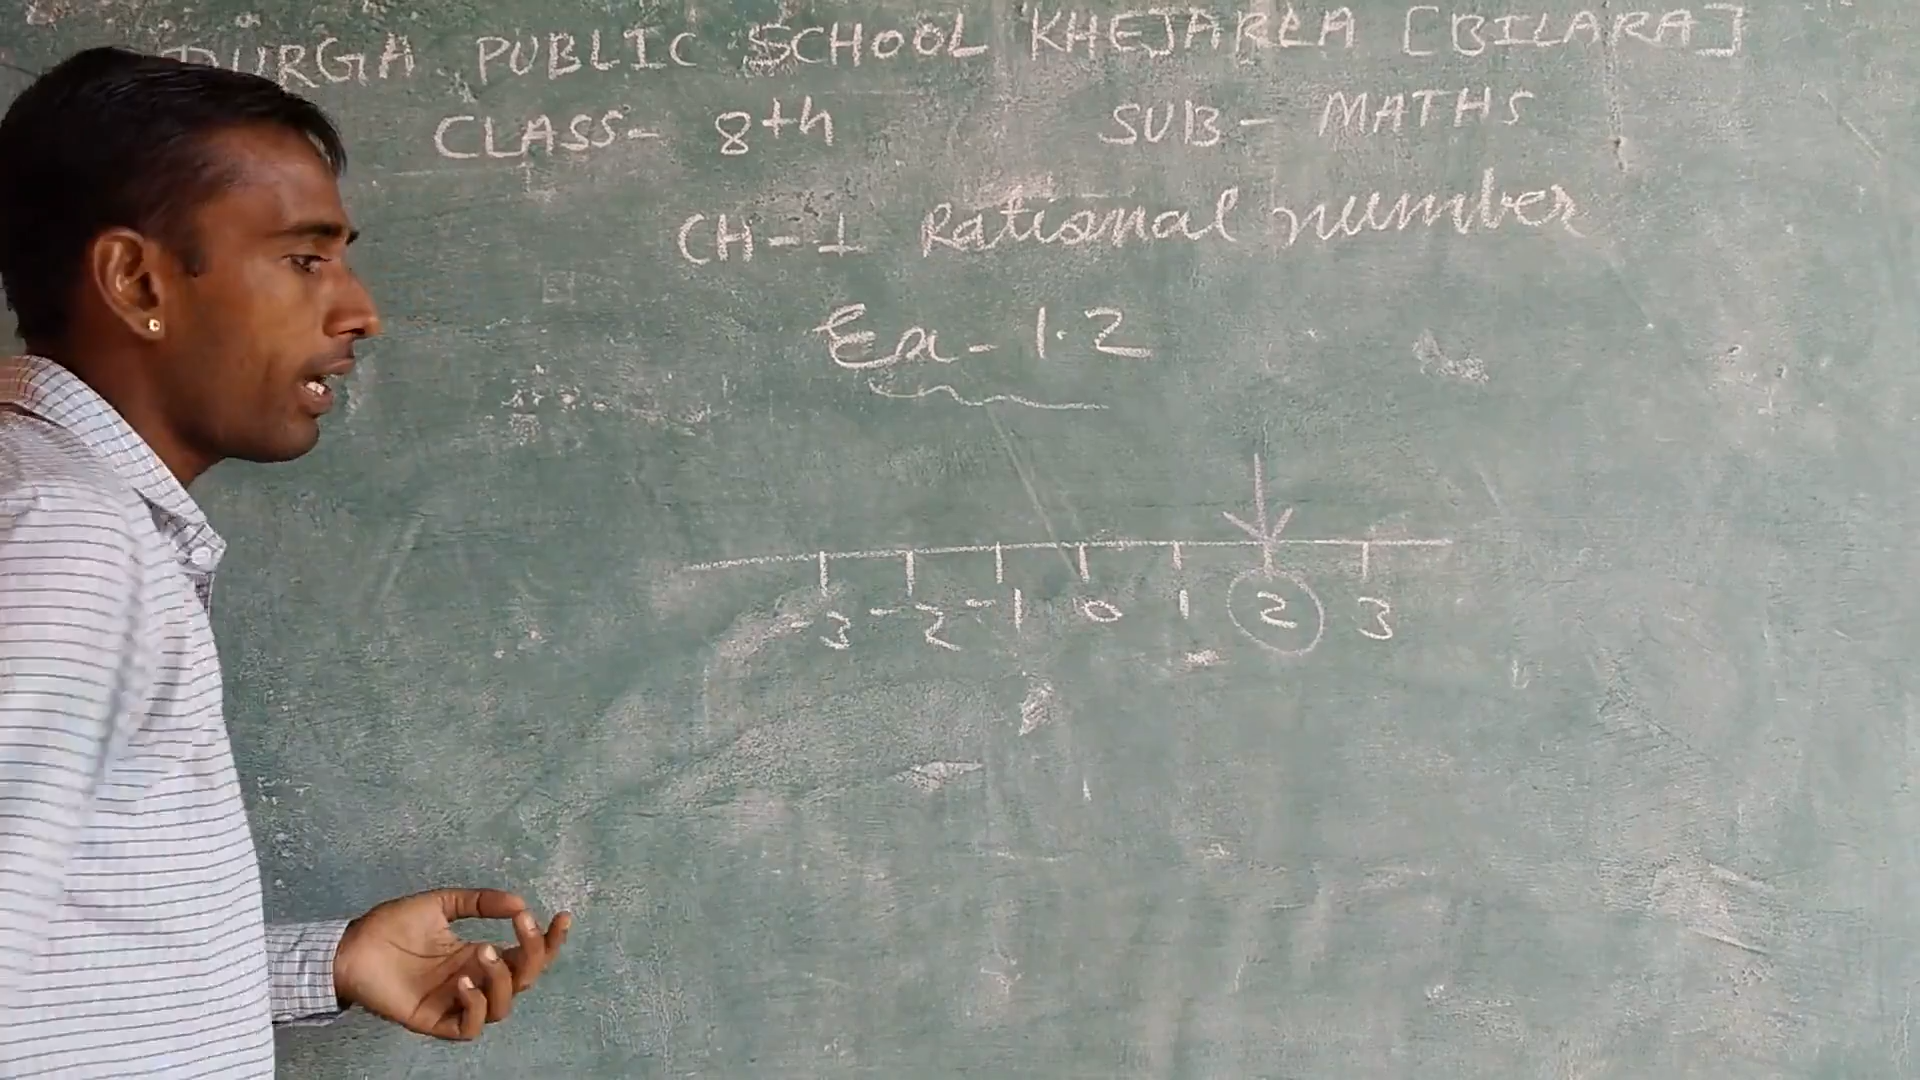 DURGA PUBLIC SCHOOL KHEJARLA [BILARA]
CLASS- 8th SUB- MATHS
CH-1 Rational number
Ex- 1.2
-3 -2 -1 0 1 2 3